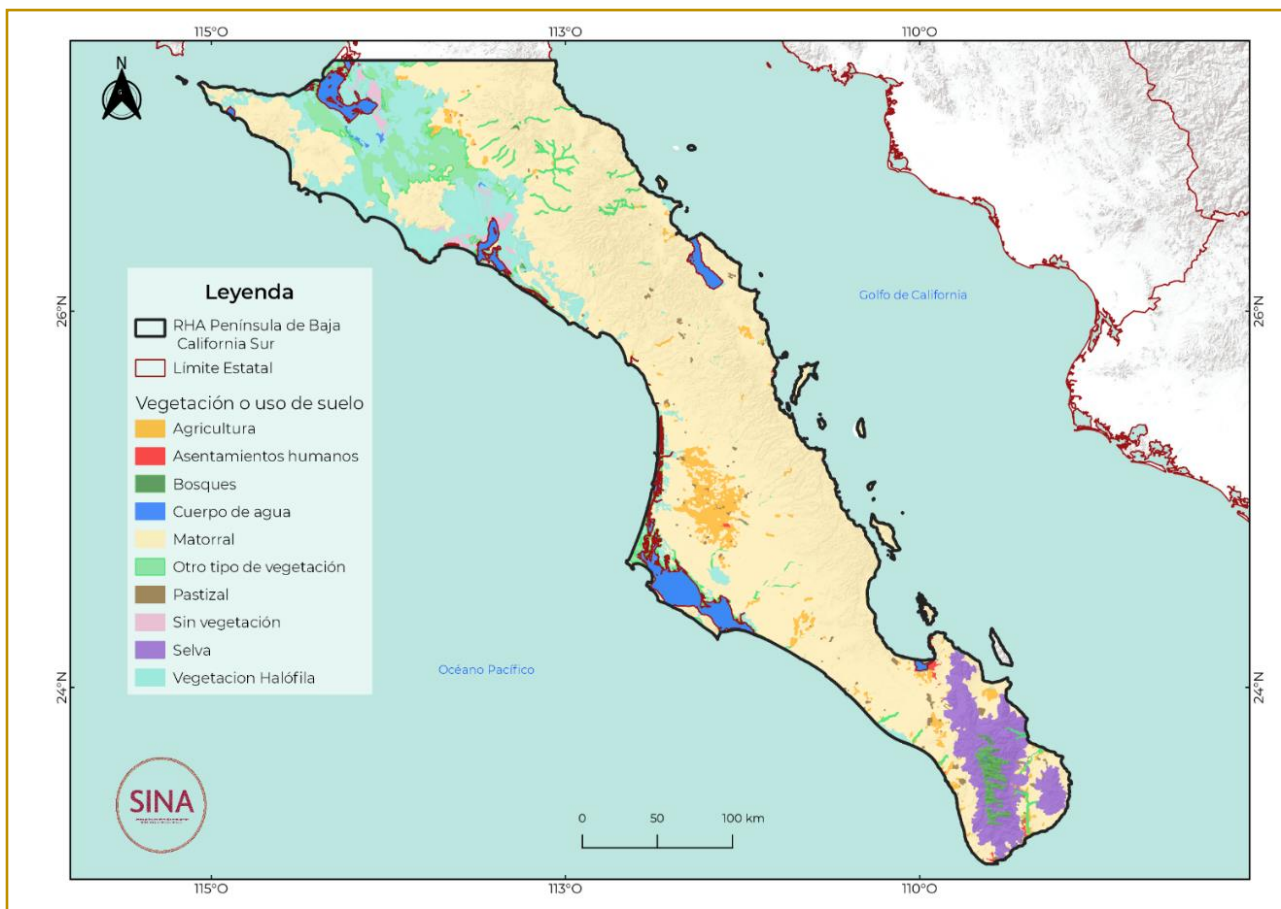 115°O
113°O
110°O
N
26°N
26°N
Golfo de California
Leyenda
RHA Península de Baja
California Sur
Límite Estatal
Vegetación o uso de suelo
Agricultura
Asentamientos humanos
Bosques
Cuerpo de agua
Matorral
Otro tipo de vegetación
Pastizal
Sin vegetación
Selva
Vegetacion Halófila
Océano Pacífico
24°N
24°N
SINA
0
50
100 km
115°O
113°O
110°O